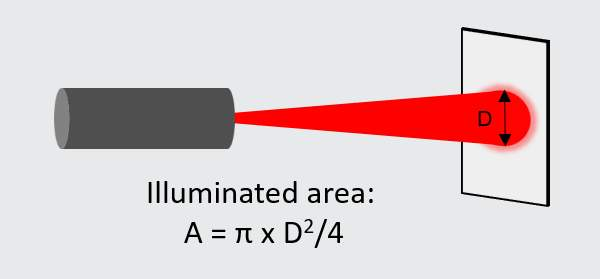 D
Illuminated area:
A = π x D²/4